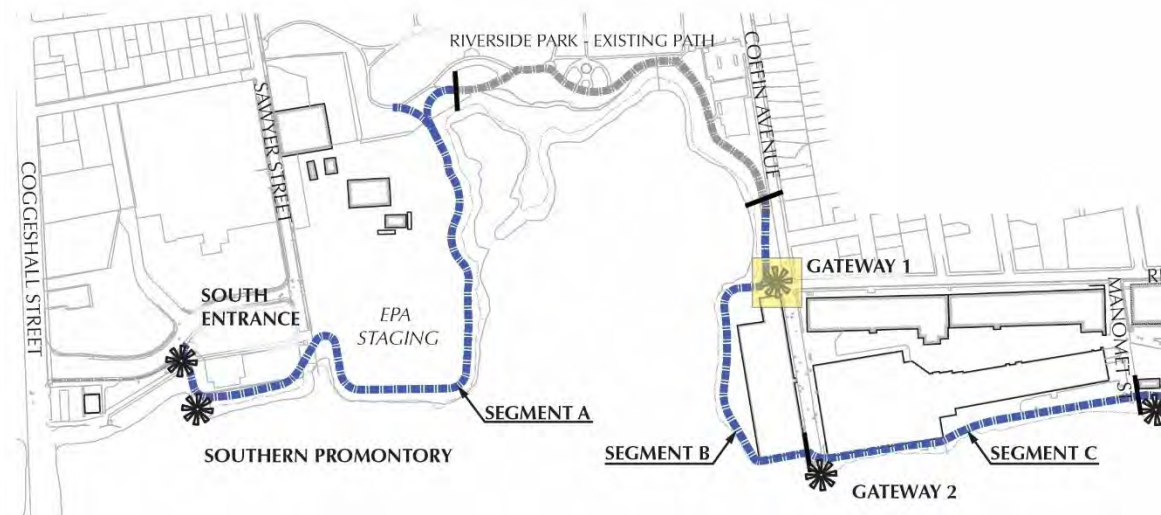 RIVERSIDE PARK - EXISTING PATH
COFFIN AVENUE
SAWYER STREET
COGGESHALL STREET
GATEWAY 1
SOUTH
ENTRANCE
EPA
STAGING
MANOMET ST
SEGMENT A
SOUTHERN PROMONTORY
SEGMENT B
SEGMENT C
GATEWAY 2